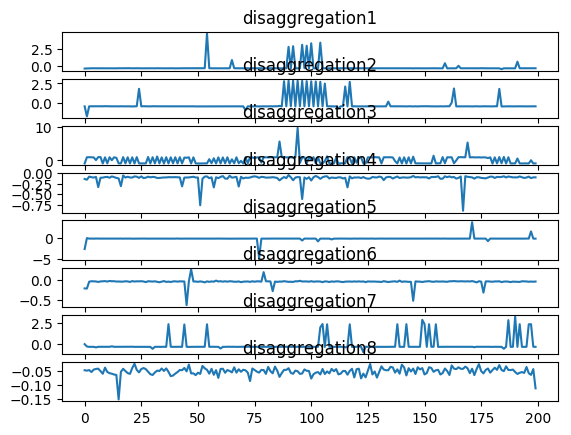 disaggregation1
2.5
0.0
disaggregation2
2.5
0.0
disaggregation3
10
0
disaggregation4
0.00
−0.25
−0.50
−0.75
disaggregation5
0
−5
disaggregation6
0.0
−0.5
disaggregation7
2.5
0.0
disaggregation8
−0.05
−0.10
−0.15
0 25 50 75 100 125 150 175 200